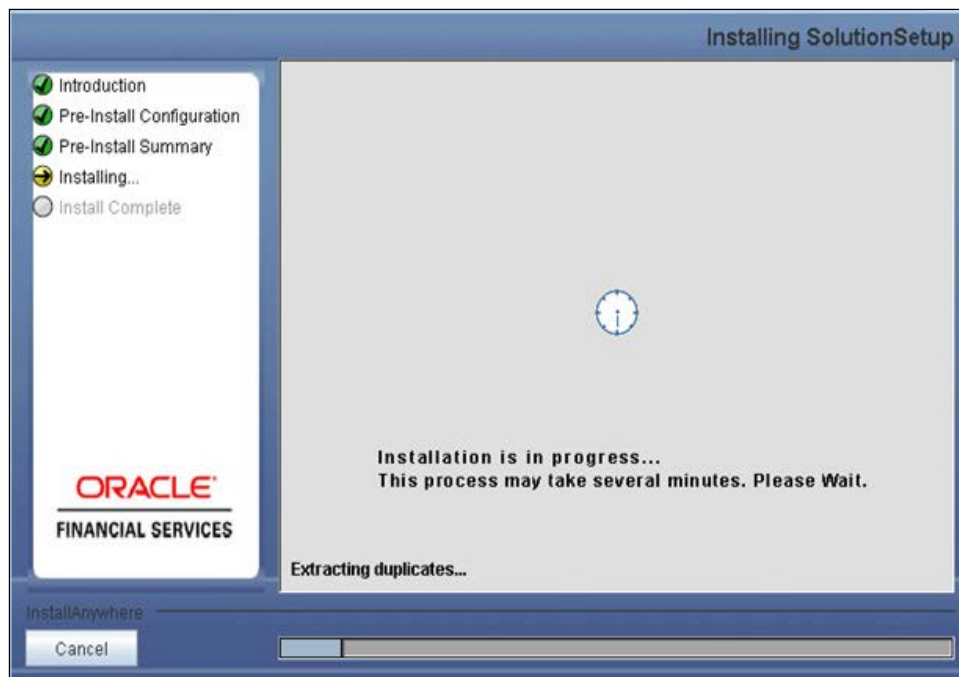 Installing SolutionSetup
Introduction
Pre-Install Configuration
Pre-Install Summary
Installing...
Install Complete
ORACLE
FINANCIAL SERVICES
Installation is in progress...
This process may take several minutes. Please Wait.
Extracting duplicates...
InstallAnywhere
Cancel